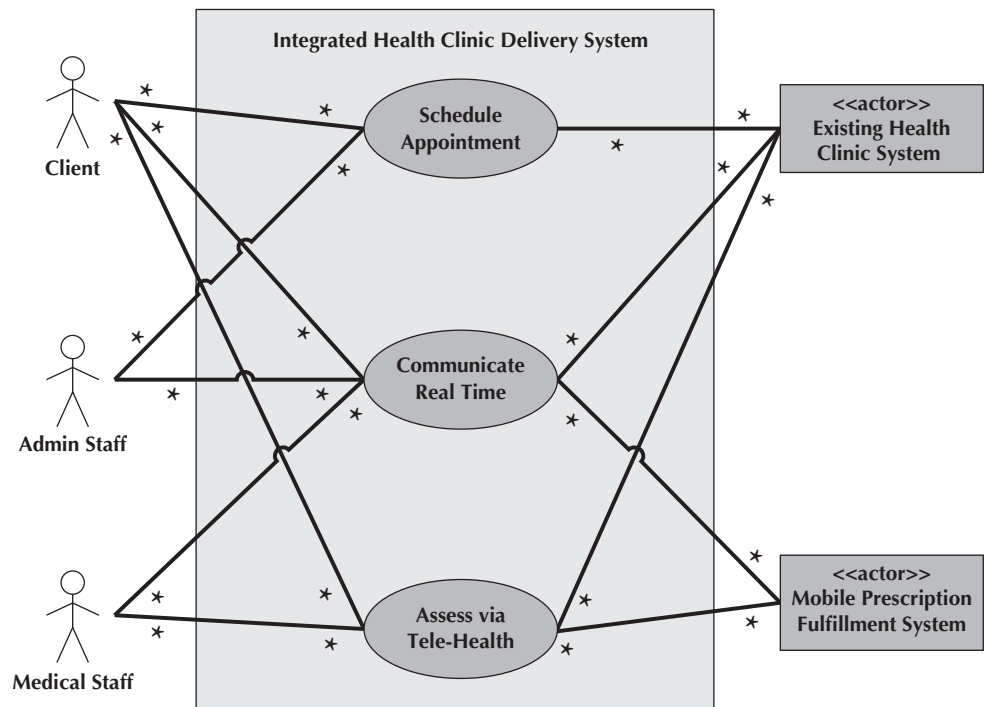 Integrated Health Clinic Delivery System
Client
Schedule
Appointment
<<actor>>
Existing Health
Clinic System
Admin Staff
Communicate
Real Time
Medical Staff
Assess via
Tele-Health
<<actor>>
Mobile Prescription
Fulfillment System
* * * * * * * * * * * * * * * * * * * * * * * *